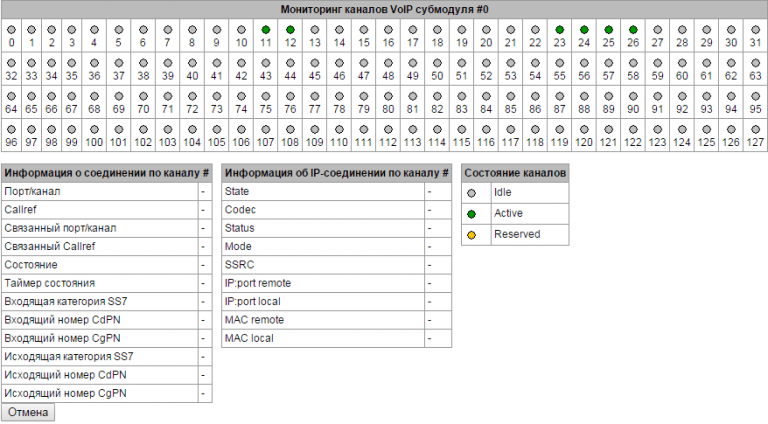 Мониторинг каналов VoIP субмодуля #0
0 1 2 3 4 5 6 7 8 9 10 11 12 13 14 15 16 17 18 19 20 21 22 23 24 25 26 27 28 29 30 31
32 33 34 35 36 37 38 39 40 41 42 43 44 45 46 47 48 49 50 51 52 53 54 55 56 57 58 59 60 61 62 63
64 65 66 67 68 69 70 71 72 73 74 75 76 77 78 79 80 81 82 83 84 85 86 87 88 89 90 91 92 93 94 95
96 97 98 99 100 101 102 103 104 105 106 107 108 109 110 111 112 113 114 115 116 117 118 119 120 121 122 123 124 125 126 127
Информация о соединении по каналу #
Порт/канал -
Callref -
Связанный порт/канал -
Связанный Callref -
Состояние -
Таймер состояния -
Входящая категория SS7 -
Входящий номер CdPN -
Входящий номер CgPN -
Исходящая категория SS7 -
Исходящий номер CdPN -
Исходящий номер CgPN -
Информация об IP-соединении по каналу #
State -
Codec -
Status -
Mode -
SSRC -
IP:port remote -
IP:port local -
MAC remote -
MAC local -
Состояние каналов
Idle
Active
Reserved
Отмена